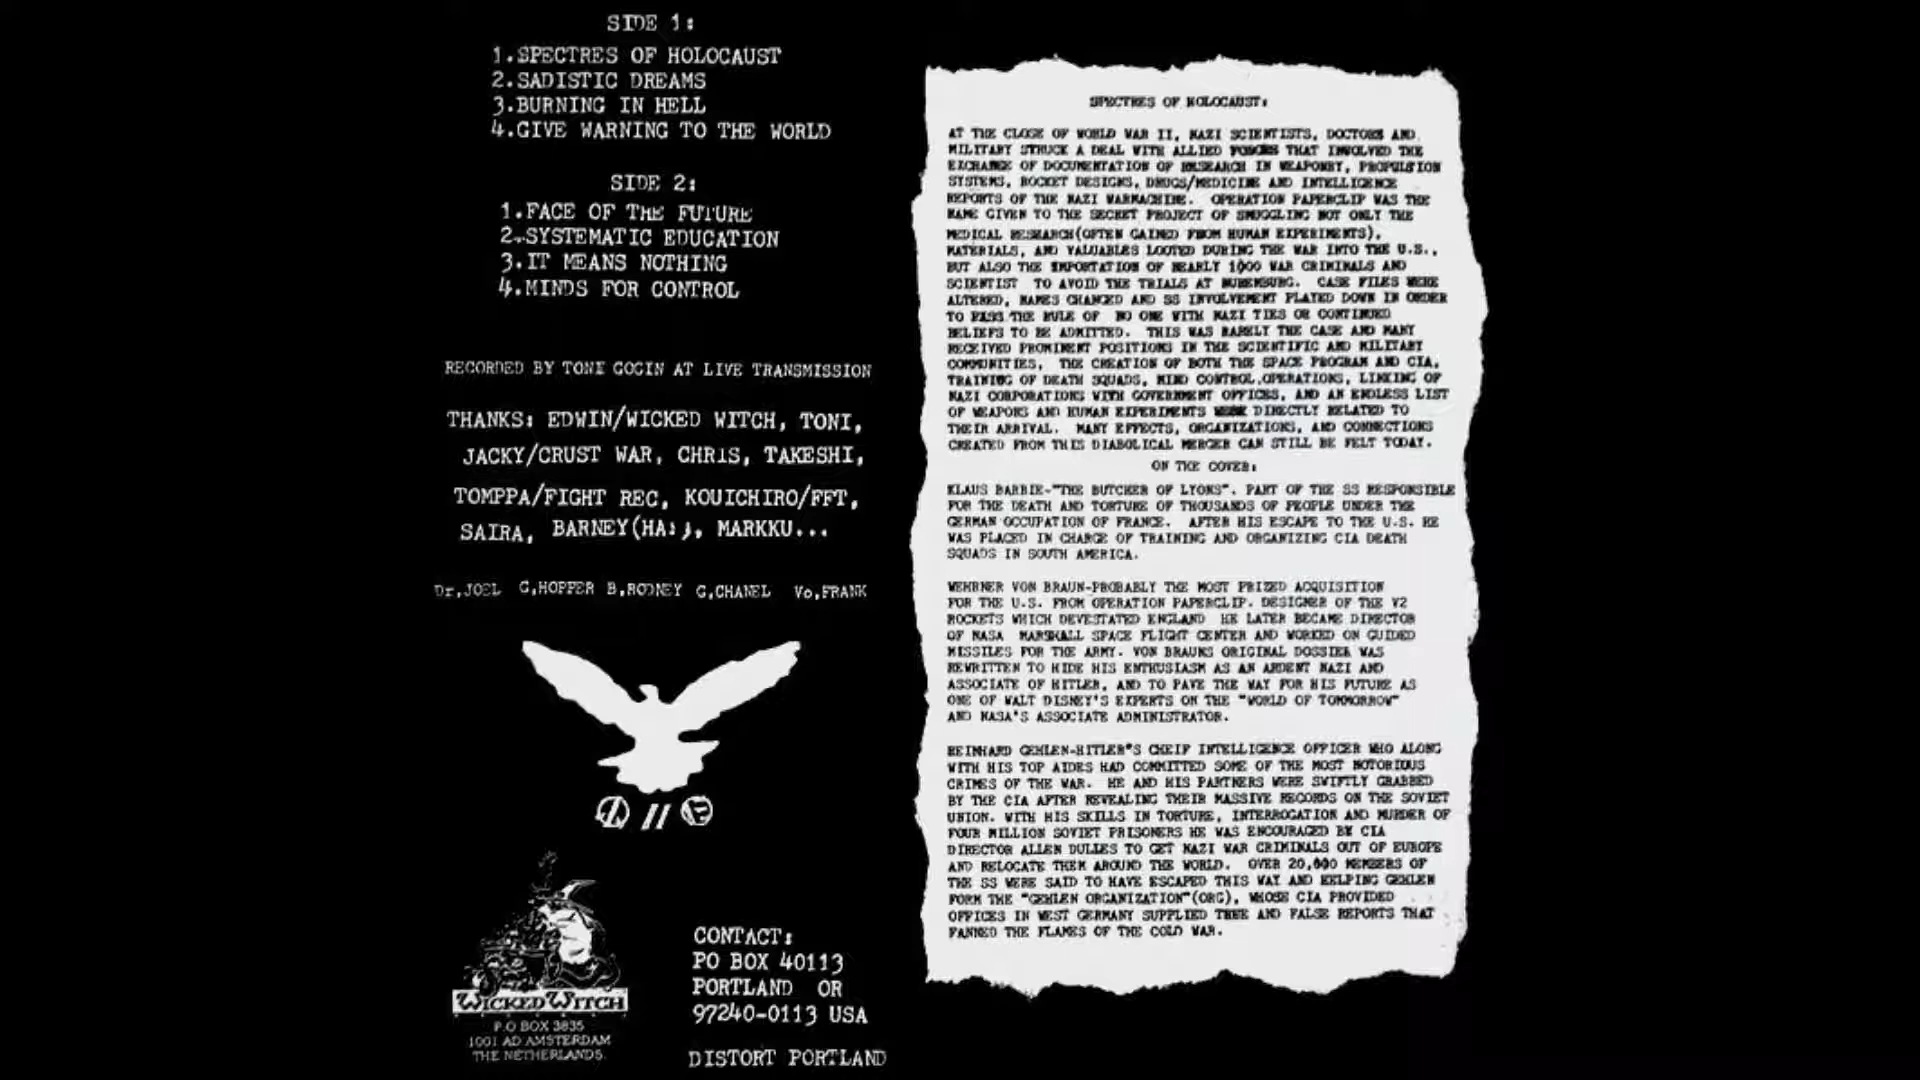 SIDE 1:
1.SPECTRES OF HOLOCAUST
2.SADISTIC DREAMS
3.BURNING IN HELL
4.GIVE WARNING TO THE WORLD
SIDE 2:
1.FACE OF THE FUTURE
2.SYSTEMATIC EDUCATION
3.IT MEANS NOTHING
4.MINDS FOR CONTROL
RECORDED BY TONI GOGIN AT LIVE TRANSMISSION
THANKS: EDWIN/WICKED WITCH, TONI,
JACKY/CRUST WAR, CHRIS, TAKESHI,
TOMPPA/FIGHT REC, KOUICHIRO/FFT,
SAIRA, BARNEY(HA!), MARKKU...
Dr,JOEL G,HOPPER B,RODNEY G,CHANEL Vo,FRANK
WICKED WITCH
P.O BOX 3835
1001 AD AMSTERDAM
THE NETHERLANDS
CONTACT:
PO BOX 40113
PORTLAND OR
97240-0113 USA
DISTORT PORTLAND
SPECTRES OF HOLOCAUST:
AT THE CLOSE OF WORLD WAR II, NAZI SCIENTISTS, DOCTORS AND
MILITARY STRUCK A DEAL WITH ALLIED FORCES THAT INVOLVED THE
EXCHANGE OF DOCUMENTATION OF RESEARCH IN WEAPONRY, PROPULSION
SYSTEMS, ROCKET DESIGNS, DRUGS/MEDICINE AND INTELLIGENCE
REPORTS OF THE NAZI WARMACHINE. OPERATION PAPERCLIP WAS THE
NAME GIVEN TO THE SECRET PROJECT OF SMUGGLING NOT ONLY THE
MEDICAL RESEARCH(OFTEN GAINED FROM HUMAN EXPERIMENTS),
MATERIALS, AND VALUABLES LOOTED DURING THE WAR INTO THE U.S.,
BUT ALSO THE IMPORTATION OF NEARLY 1000 WAR CRIMINALS AND
SCIENTIST TO AVOID THE TRIALS AT NUREMBURG. CASE FILES WERE
ALTERED, NAMES CHANGED AND SS INVOLVEMENT PLAYED DOWN IN ORDER
TO PASS THE RULE OF NO ONE WITH NAZI TIES OR CONTINUED
BELIEFS TO BE ADMITTED. THIS WAS RARELY THE CASE AND MANY
RECEIVED PROMINENT POSITIONS IN THE SCIENTIFIC AND MILITARY
COMMUNITIES, THE CREATION OF BOTH THE SPACE PROGRAM AND CIA,
TRAINING OF DEATH SQUADS, MIND CONTROL OPERATIONS, LINKING OF
NAZI CORPORATIONS WITH GOVERNMENT OFFICES, AND AN ENDLESS LIST
OF WEAPONS AND HUMAN EXPERIMENTS WERE DIRECTLY RELATED TO
THEIR ARRIVAL. MANY EFFECTS, ORGANIZATIONS, AND CONNECTIONS
CREATED FROM THIS DIABOLICAL MERGER CAN STILL BE FELT TODAY.
ON THE COVER:
KLAUS BARBIE-"THE BUTCHER OF LYONS". PART OF THE SS RESPONSIBLE
FOR THE DEATH AND TORTURE OF THOUSANDS OF PEOPLE UNDER THE
GERMAN OCCUPATION OF FRANCE. AFTER HIS ESCAPE TO THE U.S. HE
WAS PLACED IN CHARGE OF TRAINING AND ORGANIZING CIA DEATH
SQUADS IN SOUTH AMERICA.
WEHRNER VON BRAUN-PROBABLY THE MOST PRIZED ACQUISITION
FOR THE U.S. FROM OPERATION PAPERCLIP. DESIGNER OF THE V2
ROCKETS WHICH DEVESTATED ENGLAND HE LATER BECAME DIRECTOR
OF NASA MARSHALL SPACE FLIGHT CENTER AND WORKED ON GUIDED
MISSILES FOR THE ARMY. VON BRAUNS ORIGINAL DOSSIER WAS
REWRITTEN TO HIDE HIS ENTHUSIASM AS AN ARDENT NAZI AND
ASSOCIATE OF HITLER, AND TO PAVE THE WAY FOR HIS FUTURE AS
ONE OF WALT DISNEY'S EXPERTS ON THE "WORLD OF TOMMORROW"
AND NASA'S ASSOCIATE ADMINISTRATOR.
REINHARD GEHLEN-HITLER'S CHEIF INTELLIGENCE OFFICER WHO ALONG
WITH HIS TOP AIDES HAD COMMITTED SOME OF THE MOST NOTORIOUS
CRIMES OF THE WAR. HE AND HIS PARTNERS WERE SWIFTLY GRABBED
BY THE CIA AFTER REVEALING THEIR MASSIVE RECORDS ON THE SOVIET
UNION. WITH HIS SKILLS IN TORTURE, INTERROGATION AND MURDER OF
FOUR MILLION SOVIET PRISONERS HE WAS ENCOURAGED BY CIA
DIRECTOR ALLEN DULLES TO GET NAZI WAR CRIMINALS OUT OF EUROPE
AND RELOCATE THEM AROUND THE WORLD. OVER 20,000 MEMBERS OF
THE SS WERE SAID TO HAVE ESCAPED THIS WAY AND HELPING GEHLEN
FORM THE "GEHLEN ORGANIZATION"(ORG), WHOSE CIA PROVIDED
OFFICES IN WEST GERMANY SUPPLIED TRUE AND FALSE REPORTS THAT
FANNED THE FLAMES OF THE COLD WAR.